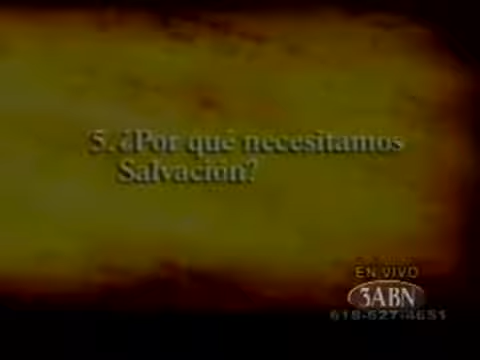 5. ¿Por qué necesitamos
Salvación?
EN VIVO
3ABN
618-627-4651